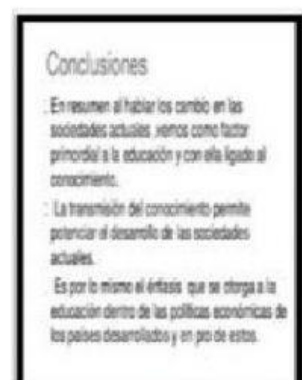 Conclusiones
: En resumen al hablar los cambio en las
sociedades actuales ,vemos como factor
primordial a la educación y con ella ligado al
conocimiento.
: La transmisión del conocimiento permite
potenciar el desarrollo de las sociedades
actuales.
Es por lo mismo el énfasis que se otorga a la
educación dentro de las políticas económicas de
los países desarrollados y en pro de estos.